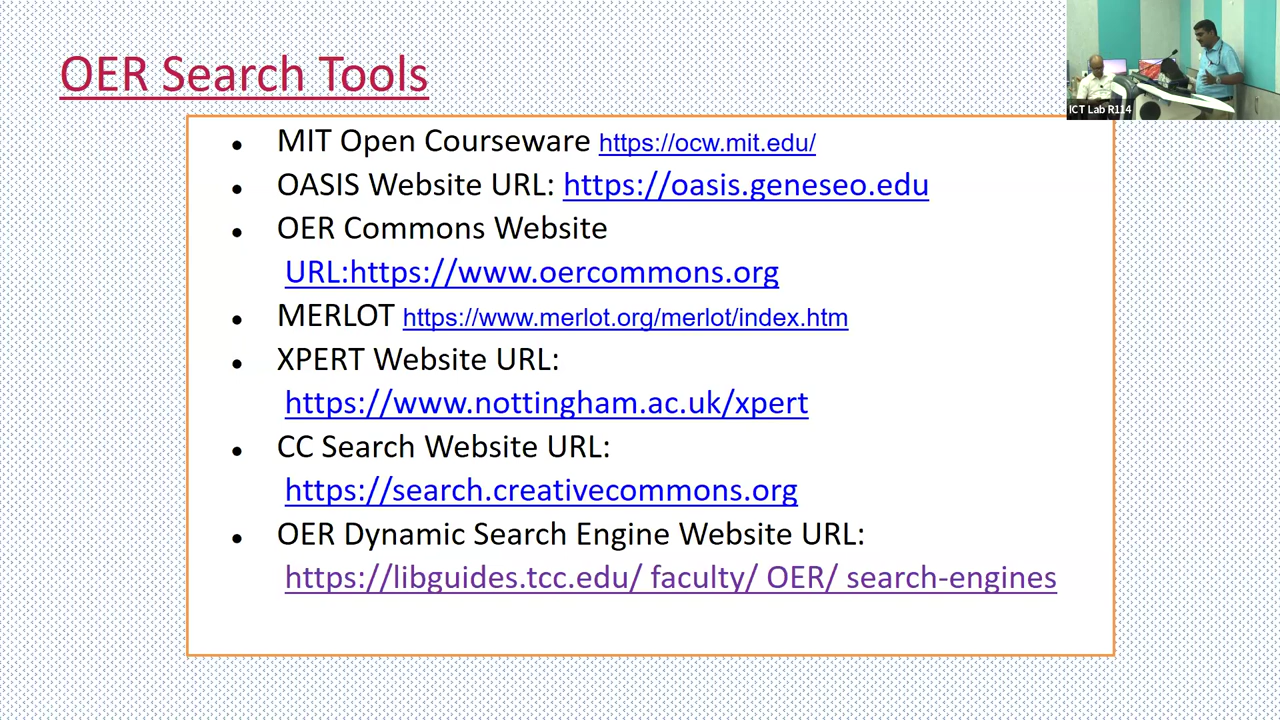 OER Search Tools
ICT Lab R114
• MIT Open Courseware https://ocw.mit.edu/
• OASIS Website URL: https://oasis.geneseo.edu
• OER Commons Website
URL:https://www.oercommons.org
• MERLOT https://www.merlot.org/merlot/index.htm
• XPERT Website URL:
https://www.nottingham.ac.uk/xpert
• CC Search Website URL:
https://search.creativecommons.org
• OER Dynamic Search Engine Website URL:
https://libguides.tcc.edu/ faculty/ OER/ search-engines